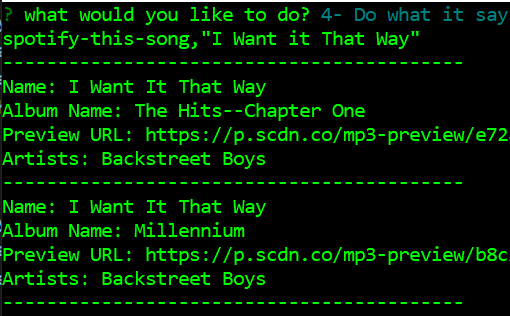 ? what would you like to do? 4- Do what it say
spotify-this-song,"I Want it That Way"
------------------------------------------
Name: I Want It That Way
Album Name: The Hits--Chapter One
Preview URL: https://p.scdn.co/mp3-preview/e72
Artists: Backstreet Boys
------------------------------------------
Name: I Want It That Way
Album Name: Millennium
Preview URL: https://p.scdn.co/mp3-preview/b8c
Artists: Backstreet Boys
------------------------------------------